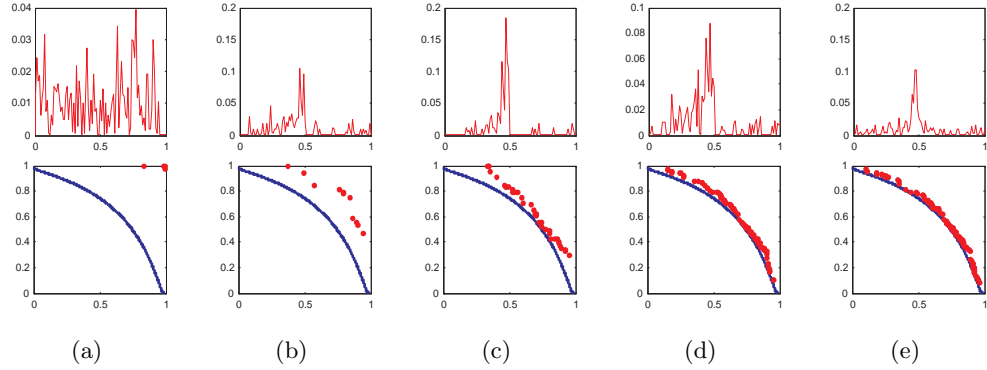 0.04 0.2 0.2 0.1 0.2
0.03 0.15 0.15 0.08 0.15
0.02 0.1 0.1 0.06 0.1
0.04
0.01 0.05 0.05 0.02 0.05
0 0 0 0 0
0 0.5 1 0 0.5 1 0 0.5 1 0 0.5 1 0 0.5 1
1 1 1 1 1
0.8 0.8 0.8 0.8 0.8
0.6 0.6 0.6 0.6 0.6
0.4 0.4 0.4 0.4 0.4
0.2 0.2 0.2 0.2 0.2
0 0 0 0 0
0 0.5 1 0 0.5 1 0 0.5 1 0 0.5 1 0 0.5 1
(a) (b) (c) (d) (e)